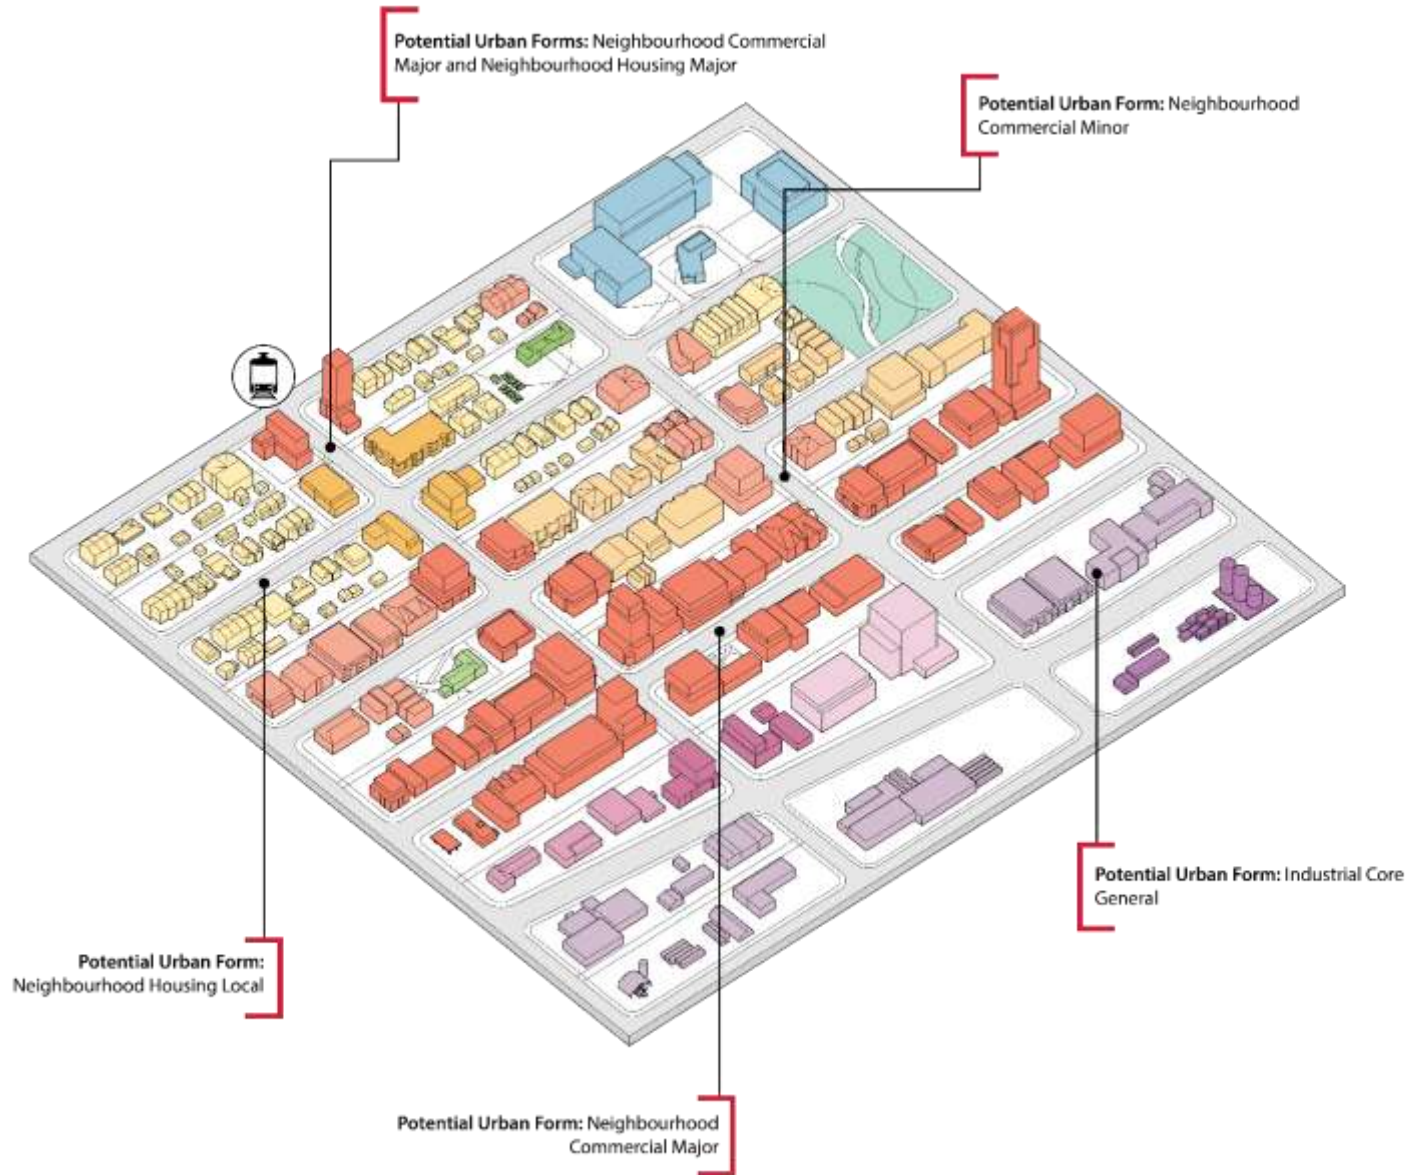 Potential Urban Forms: Neighbourhood Commercial
Major and Neighbourhood Housing Major
Potential Urban Form: Neighbourhood
Commercial Minor
Potential Urban Form: Industrial Core
General
Potential Urban Form:
Neighbourhood Housing Local
Potential Urban Form: Neighbourhood
Commercial Major